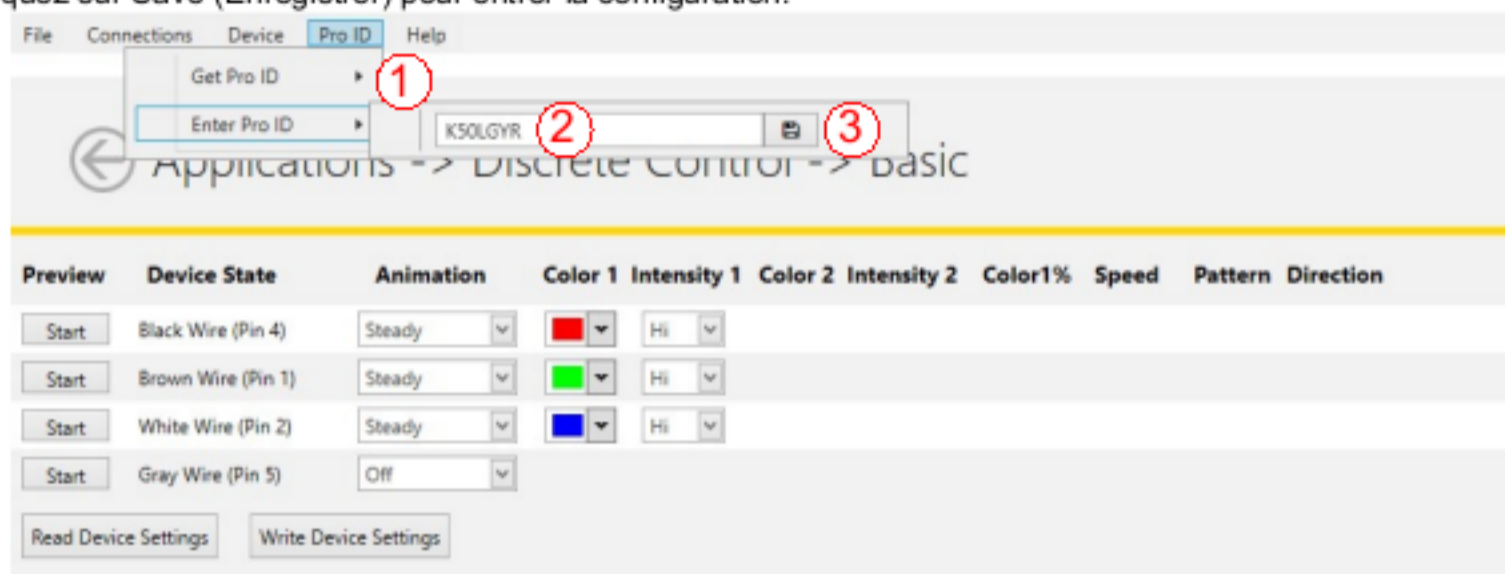 (Enregistrer) pour entrer la configuration.
File Connections Device Pro ID Help
Get Pro ID 1
Enter Pro ID K50LGYR 2 3
Applications -> Discrete Control -> Basic
Preview Device State Animation Color 1 Intensity 1 Color 2 Intensity 2 Color1% Speed Pattern Direction
Start Black Wire (Pin 4) Steady Hi
Start Brown Wire (Pin 1) Steady Hi
Start White Wire (Pin 2) Steady Hi
Start Gray Wire (Pin 5) Off
Read Device Settings Write Device Settings